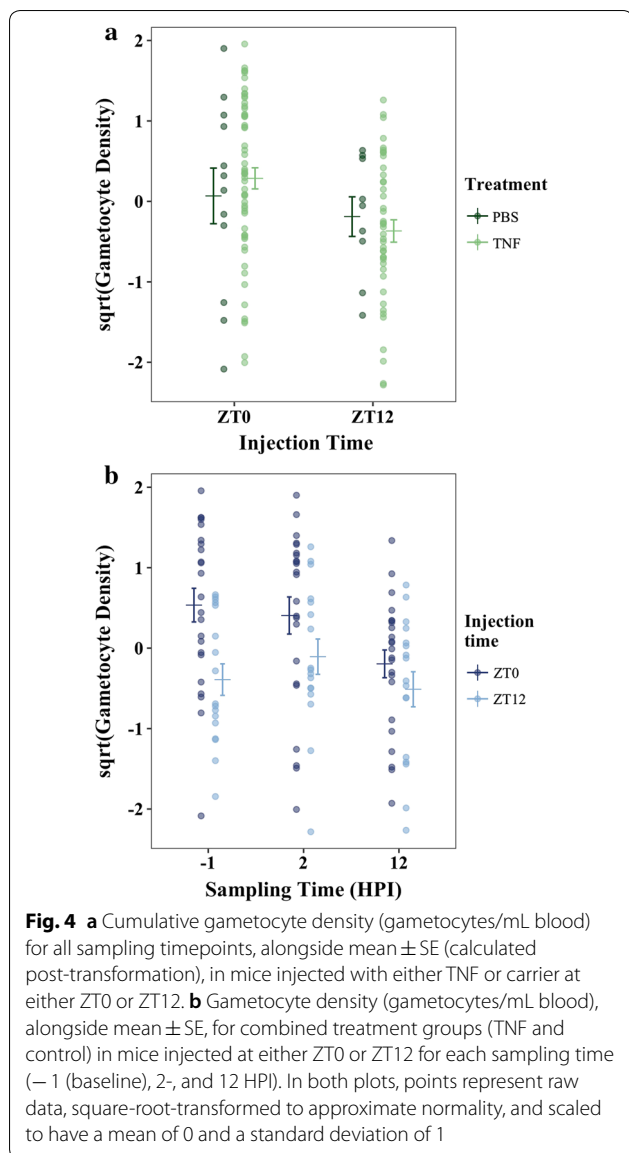 a
2
1
0
-1
-2
sqrt(Gametocyte Density)
ZT0 ZT12
Injection Time
Treatment
PBS
TNF
b
2
1
0
-1
-2
sqrt(Gametocyte Density)
-1 2 12
Sampling Time (HPI)
Injection
time
ZT0
ZT12
Fig. 4 a Cumulative gametocyte density (gametocytes/mL blood)
for all sampling timepoints, alongside mean ± SE (calculated
post-transformation), in mice injected with either TNF or carrier at
either ZT0 or ZT12. b Gametocyte density (gametocytes/mL blood),
alongside mean ± SE, for combined treatment groups (TNF and
control) in mice injected at either ZT0 or ZT12 for each sampling time
(− 1 (baseline), 2-, and 12 HPI). In both plots, points represent raw
data, square-root-transformed to approximate normality, and scaled
to have a mean of 0 and a standard deviation of 1